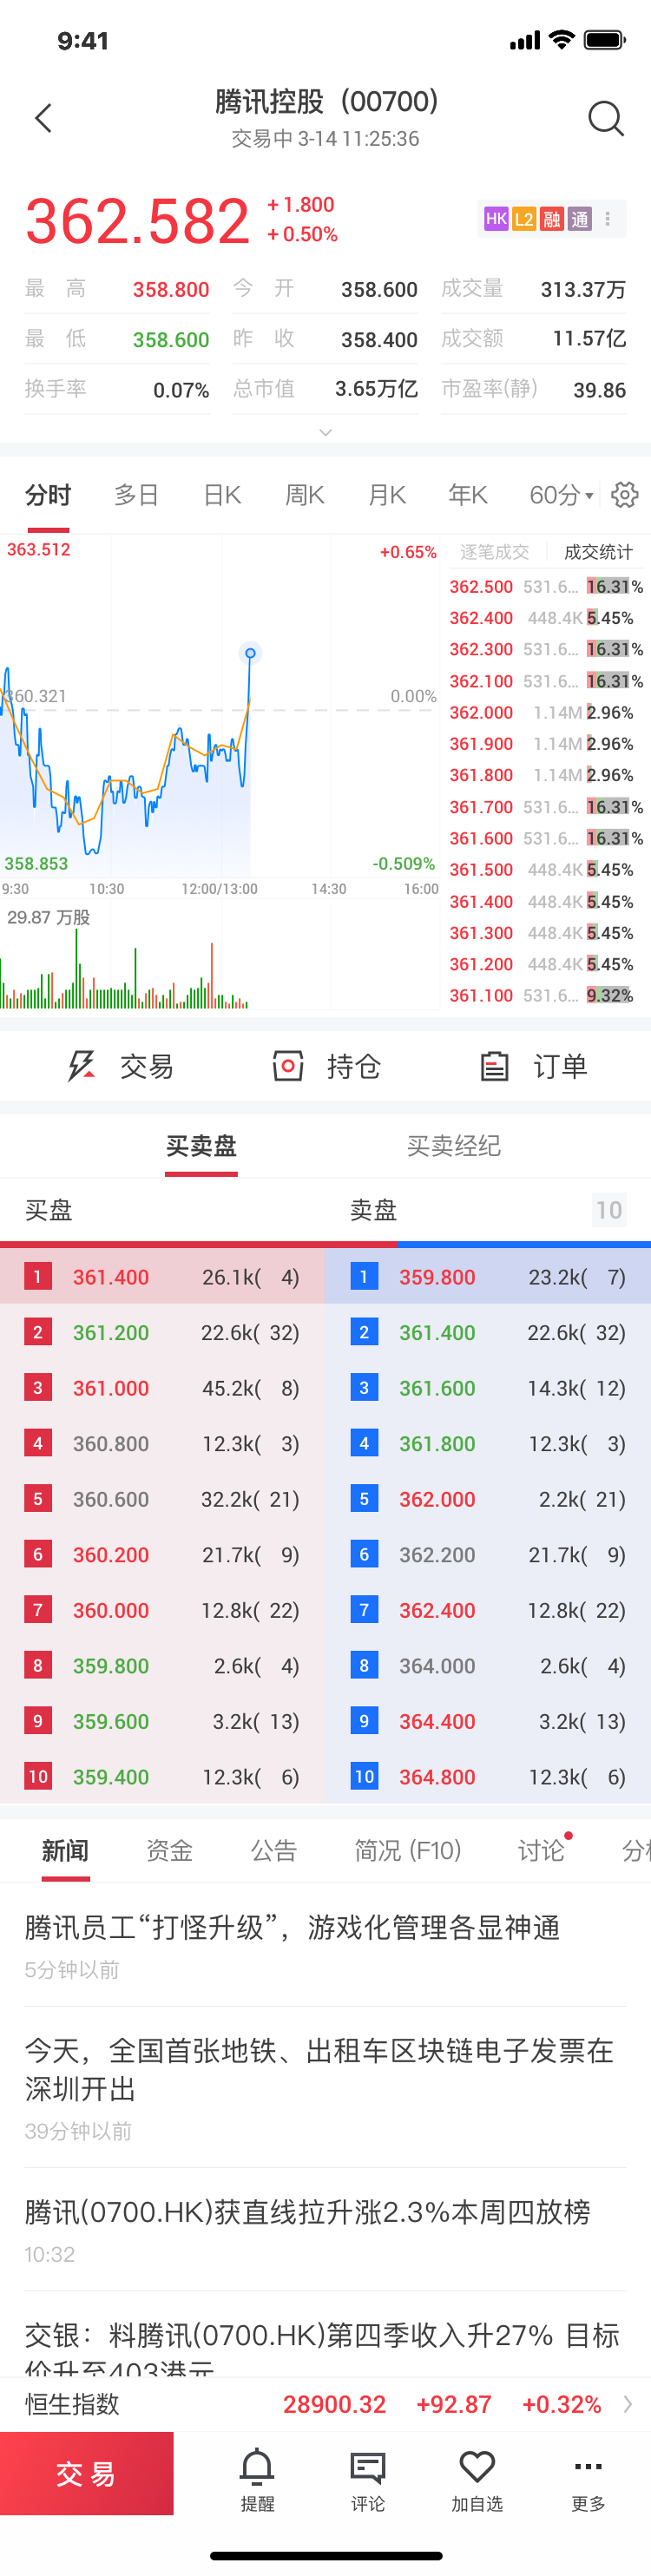 9:41
腾讯控股（00700）
交易中 3-14 11:25:36
362.582 +1.800
+0.50%
HK L2 融 通
最 高 358.800 今 开 358.600 成交量 313.37万
最 低 358.600 昨 收 358.400 成交额 11.57亿
换手率 0.07% 总市值 3.65万亿 市盈率(静) 39.86
分时 多日 日K 周K 月K 年K 60分
363.512 +0.65%
360.321 0.00%
358.853 -0.509%
9:30 10:30 12:00/13:00 14:30 16:00
29.87 万股
逐笔成交 成交统计
362.500 531.6... 16.31%
362.400 448.4K 5.45%
362.300 531.6... 16.31%
362.100 531.6... 16.31%
362.000 1.14M 2.96%
361.900 1.14M 2.96%
361.800 1.14M 2.96%
361.700 531.6... 16.31%
361.600 531.6... 16.31%
361.500 448.4K 5.45%
361.400 448.4K 5.45%
361.300 448.4K 5.45%
361.200 448.4K 5.45%
361.100 531.6... 9.32%
交易 持仓 订单
买卖盘 买卖经纪
买盘 卖盘 10
1 361.400 26.1k( 4) 1 359.800 23.2k( 7)
2 361.200 22.6k( 32) 2 361.400 22.6k( 32)
3 361.000 45.2k( 8) 3 361.600 14.3k( 12)
4 360.800 12.3k( 3) 4 361.800 12.3k( 3)
5 360.600 32.2k( 21) 5 362.000 2.2k( 21)
6 360.200 21.7k( 9) 6 362.200 21.7k( 9)
7 360.000 12.8k( 22) 7 362.400 12.8k( 22)
8 359.800 2.6k( 4) 8 364.000 2.6k( 4)
9 359.600 3.2k( 13) 9 364.400 3.2k( 13)
10 359.400 12.3k( 6) 10 364.800 12.3k( 6)
新闻 资金 公告 简况 (F10) 讨论
腾讯员工“打怪升级”，游戏化管理各显神通
5分钟以前
今天，全国首张地铁、出租车区块链电子发票在
深圳开出
39分钟以前
腾讯(0700.HK)获直线拉升涨2.3%本周四放榜
10:32
交银：料腾讯(0700.HK)第四季收入升27% 目标
价升至403港元
恒生指数 28900.32 +92.87 +0.32%
交易 提醒 评论 加自选 更多